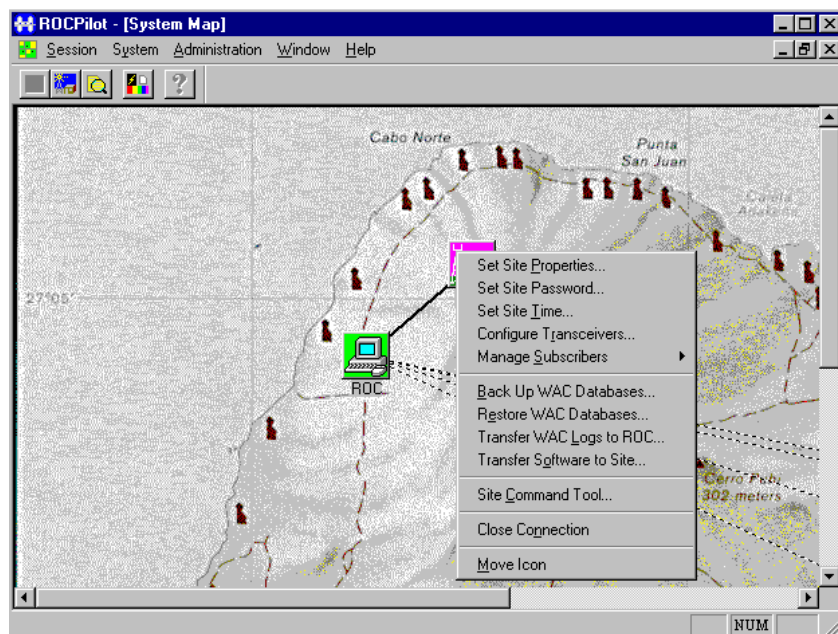 ROCPilot - [System Map]
Session System Administration Window Help
Cabo Norte
Punta
San Juan
27°05'
ROC
Set Site Properties...
Set Site Password...
Set Site Time...
Configure Transceivers...
Manage Subscribers
Back Up WAC Databases...
Restore WAC Databases...
Transfer WAC Logs to ROC...
Transfer Software to Site...
Site Command Tool...
Close Connection
Move Icon
302 meters
NUM